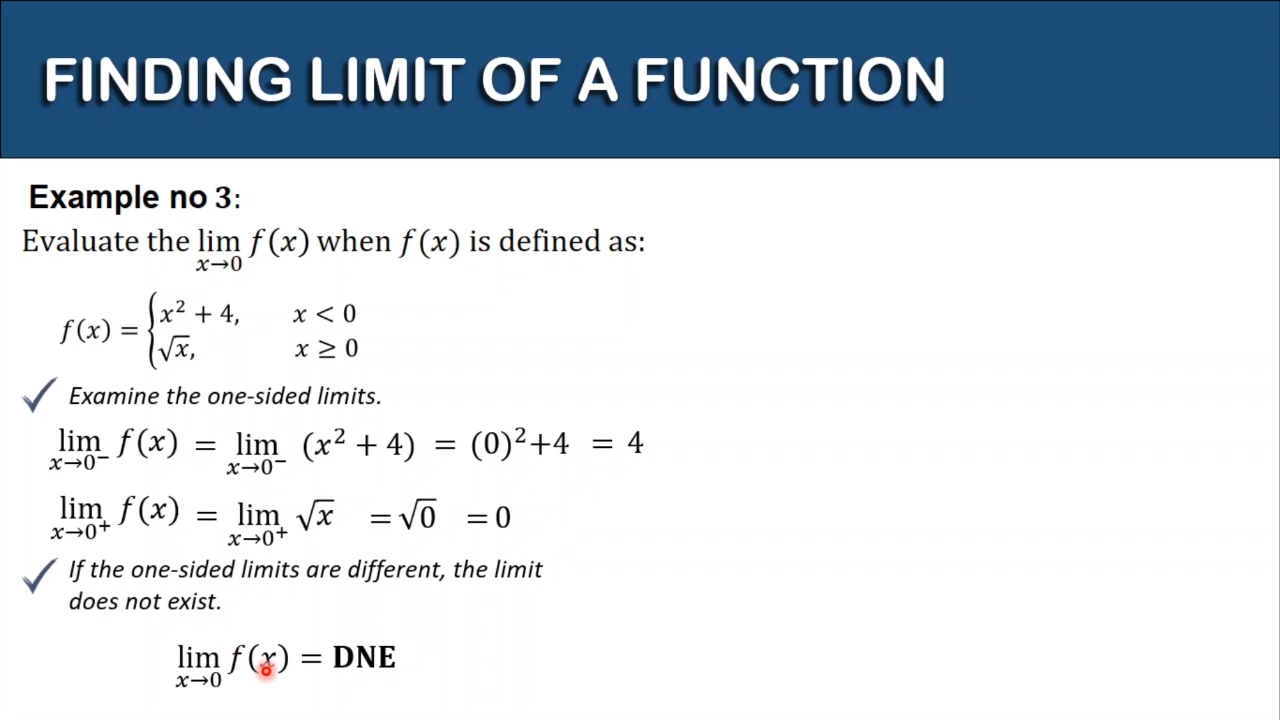 FINDING LIMIT OF A FUNCTION
Example no 3:
Evaluate the lim x→0 f(x) when f(x) is defined as:
f(x) = { x² + 4, x < 0
√x, x ≥ 0
Examine the one-sided limits.
lim x→0⁻ f(x) = lim x→0⁻ (x² + 4) = (0)²+4 = 4
lim x→0⁺ f(x) = lim x→0⁺ √x = √0 = 0
If the one-sided limits are different, the limit
does not exist.
lim x→0 f(x) = DNE